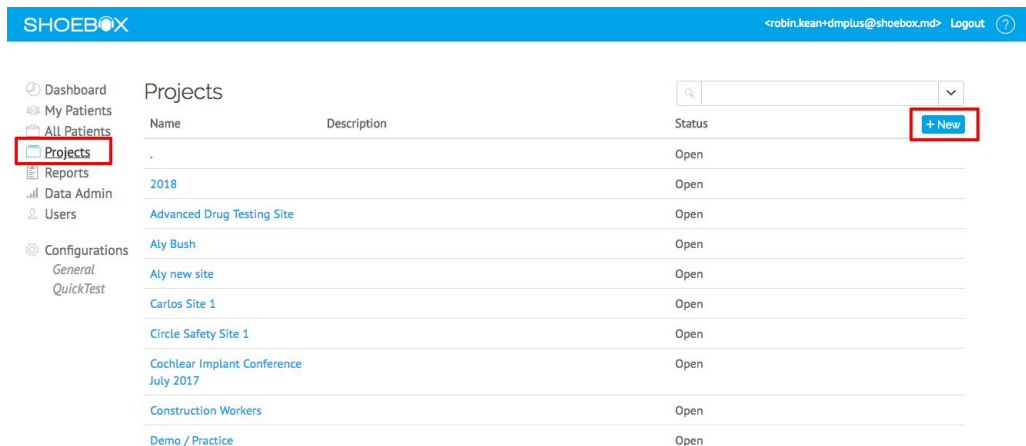 SHOEBOX
<robin.kean+dmplus@shoebox.md> Logout ?
Dashboard
My Patients
All Patients
Projects
Reports
Data Admin
Users
Configurations
General
QuickTest
Projects
Name Description Status + New
. Open
2018 Open
Advanced Drug Testing Site Open
Aly Bush Open
Aly new site Open
Carlos Site 1 Open
Circle Safety Site 1 Open
Cochlear Implant Conference Open
July 2017
Construction Workers Open
Demo / Practice Open